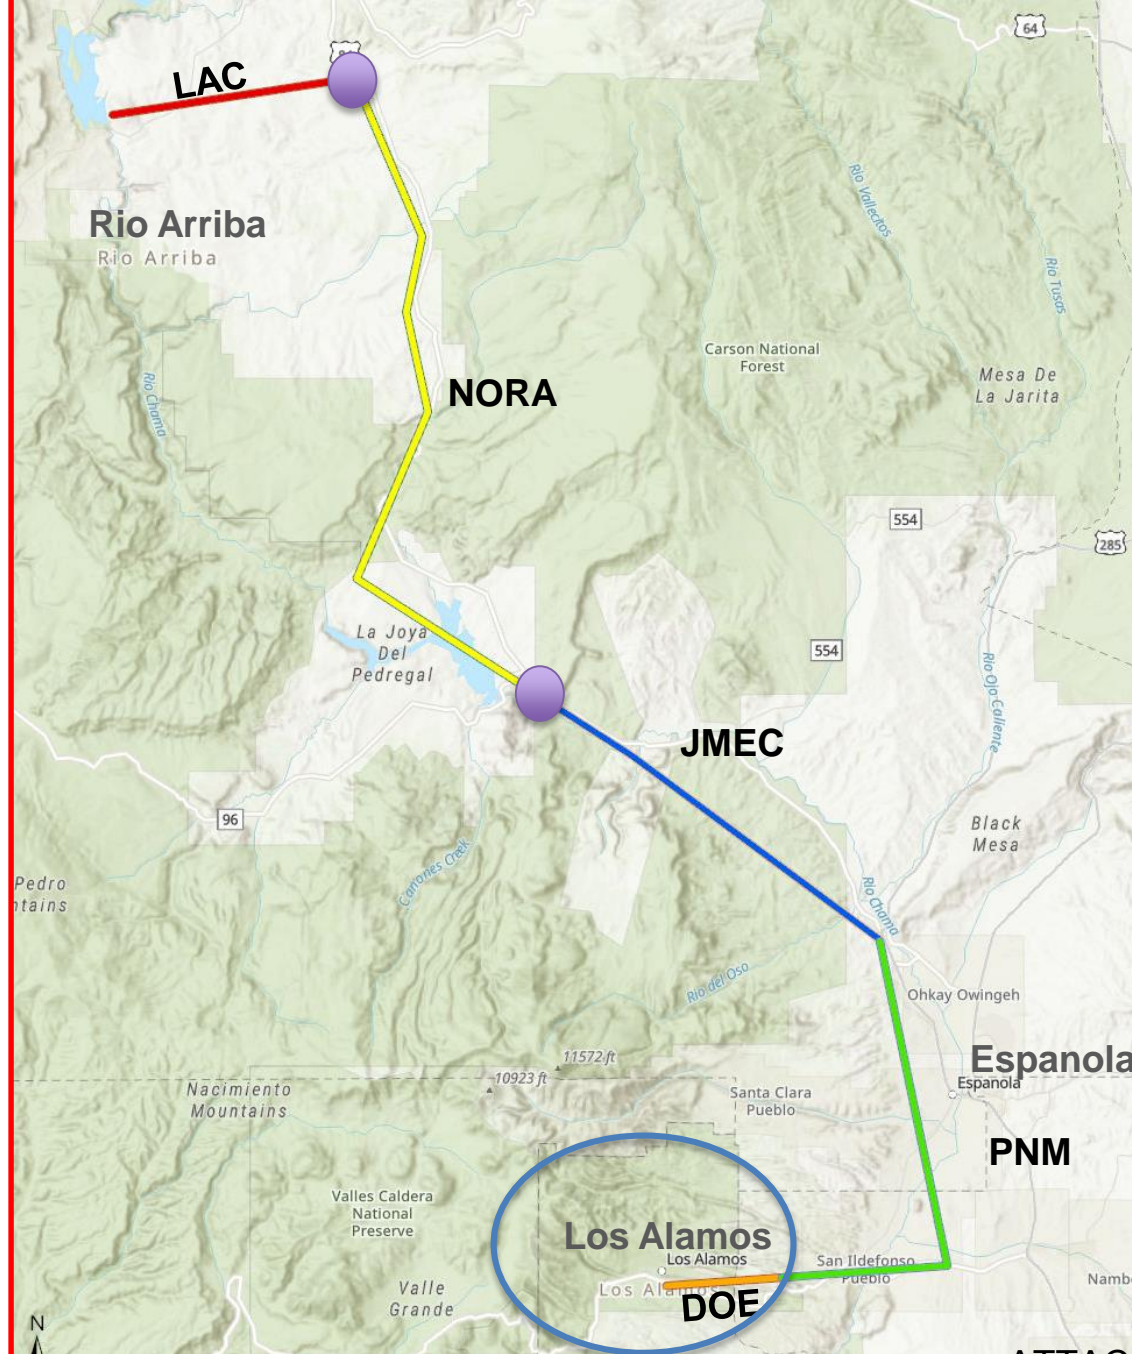 64
LAC
Rio Arriba
Rio Arriba
Rio Vallecitos
Rio Tusas
Carson National
Forest
Mesa De
La Jarita
Rio Chama
NORA
554
285
La Joya
Del
Pedregal
554
Rio Ojo Caliente
JMEC
96
Black
Mesa
Canones Creek
Pedro
ntains
Rio Chama
Rio del Oso
Ohkay Owingeh
11572 ft
10923 ft
Espanola
Espanola
Nacimiento
Mountains
Santa Clara
Pueblo
PNM
Valles Caldera
National
Preserve
Los Alamos
Los Alamos
San Ildefonso
Pueblo
Los Alamos
DOE
Valle
Grande
Namb
N